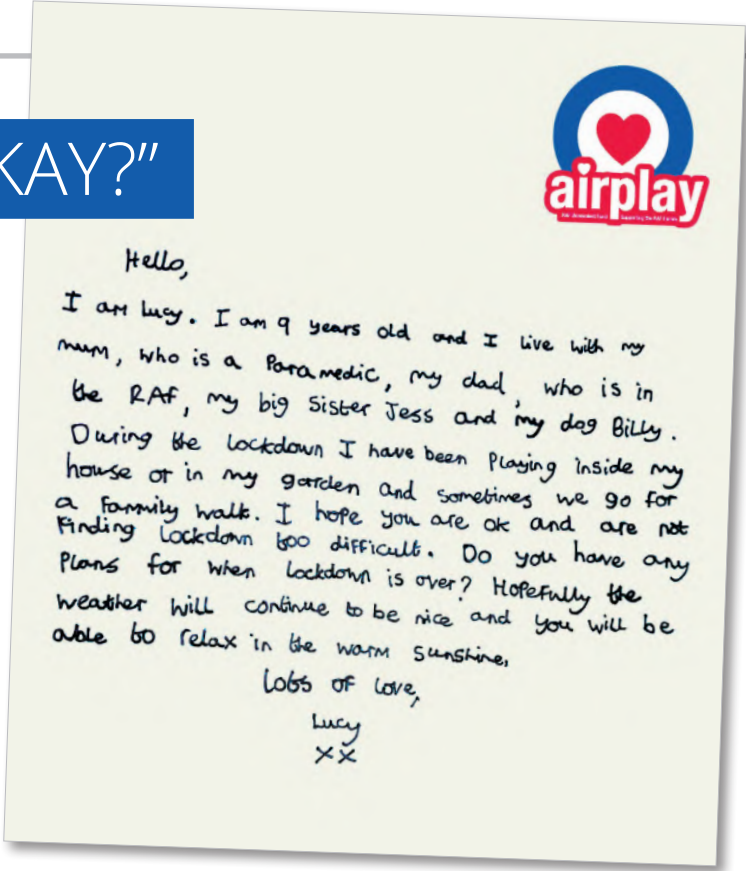 KAY?”
airplay
Hello,
I am Lucy. I am 9 years old and I live with my
mum, who is a Paramedic, my dad, who is in
the RAF, my big Sister Jess and my dog Billy.
During the lockdown I have been Playing inside my
house or in my garden and sometimes we go for
a fammily walk. I hope you are ok and are not
Finding lockdown too difficult. Do you have any
Plans for when lockdown is over? Hopefully the
weather will continue to be nice and you will be
able to relax in the warm sunshine,
Lots of love,
Lucy
xx